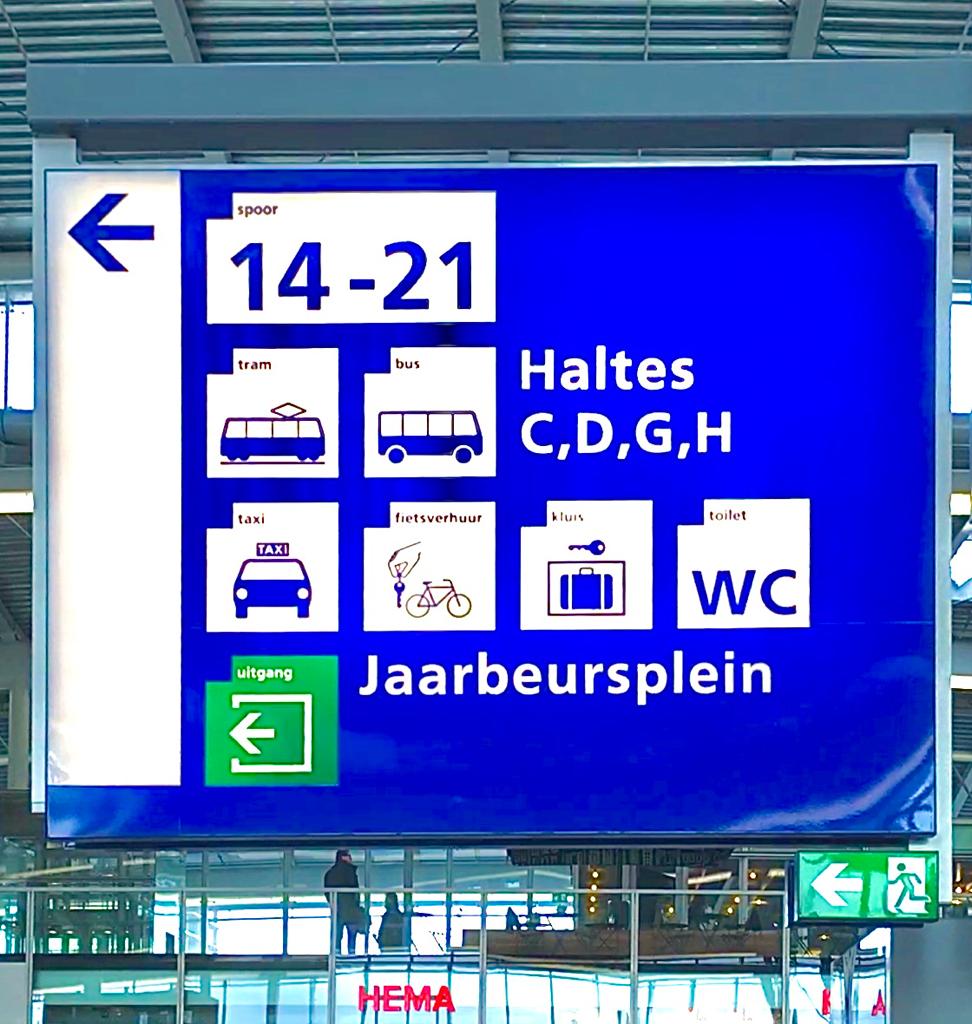 spoor
14-21
tram
bus
Haltes
C,D,G,H
taxi
TAXI
fietsverhuur
kluis
toilet
WC
uitgang
Jaarbeursplein
HEMA